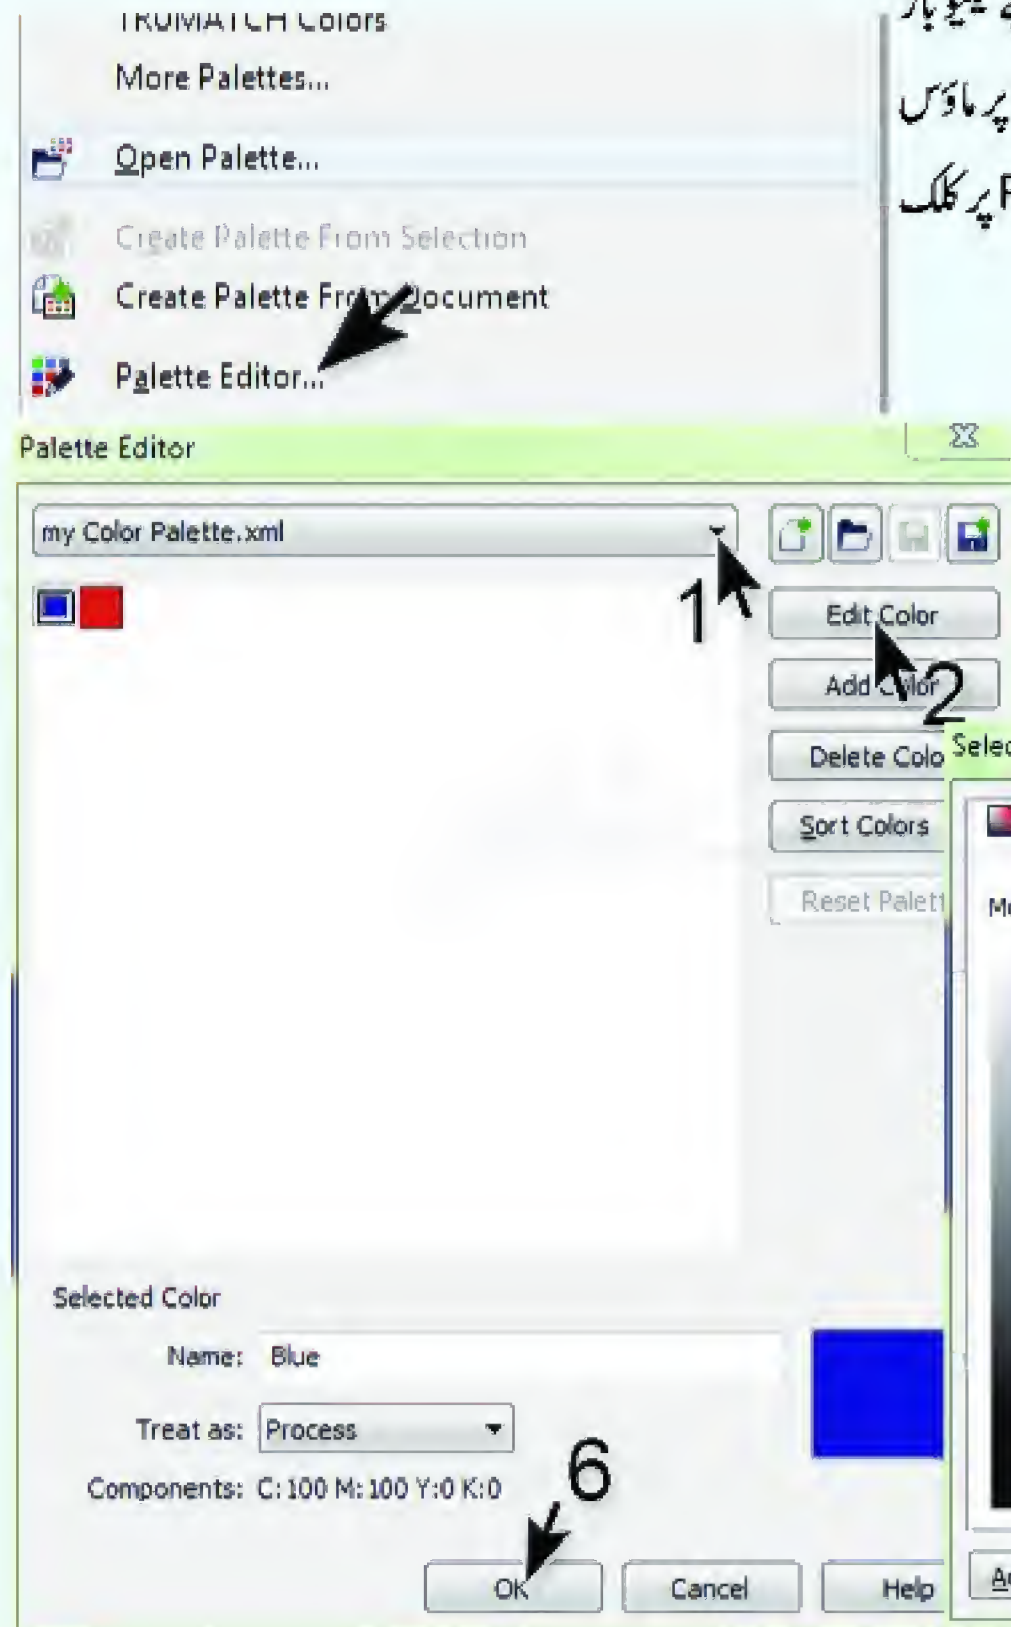 TRUMATCH Colors
More Palettes...
Open Palette...
Create Palette From Selection
Create Palette From Document
Palette Editor...
بار
پر ماؤس
پر کلک
Palette Editor
my Color Palette.xml
1
Edit Color
Add Color
2
Delete Colo
Selec
Sort Colors
Reset Palett
Selected Color
Name: Blue
Treat as: Process
Components: C:100 M:100 Y:0 K:0
6
OK
Cancel
Help